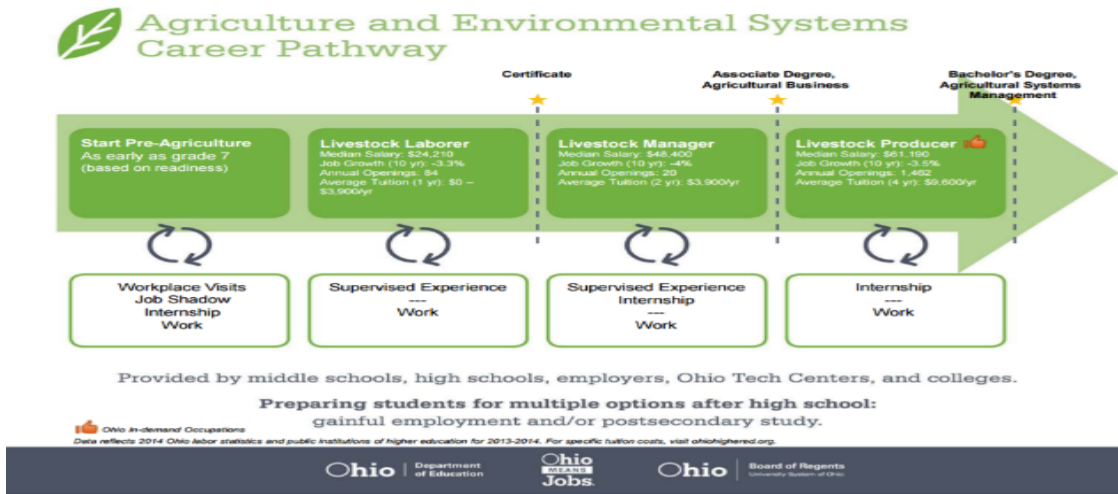 Agriculture and Environmental Systems
Career Pathway
Certificate
Associate Degree,
Agricultural Business
Bachelor's Degree,
Agricultural Systems
Management
Start Pre-Agriculture
As early as grade 7
(based on readiness)
Livestock Laborer
Median Salary: $24,210
Job Growth (10 yr): -3.3%
Annual Openings: 84
Average Tuition (1 yr): $0 –
$3,900/yr
Livestock Manager
Median Salary: $48,400
Job Growth (10 yr): -4%
Annual Openings: 20
Average Tuition (2 yr): $3,900/yr
Livestock Producer
Median Salary: $61,190
Job Growth (10 yr): -3.5%
Annual Openings: 1,462
Average Tuition (4 yr): $9,600/yr
Workplace Visits
Job Shadow
Internship
Work
Supervised Experience
---
Work
Supervised Experience
Internship
---
Work
Internship
---
Work
Provided by middle schools, high schools, employers, Ohio Tech Centers, and colleges.
Preparing students for multiple options after high school:
gainful employment and/or postsecondary study.
Ohio In-demand Occupations
Data reflects 2014 Ohio labor statistics and public institutions of higher education for 2013-2014. For specific tuition costs, visit ohiohighered.org.
Ohio | Department
of Education
Ohio
MEANS
Jobs.
Ohio | Board of Regents
University System of Ohio